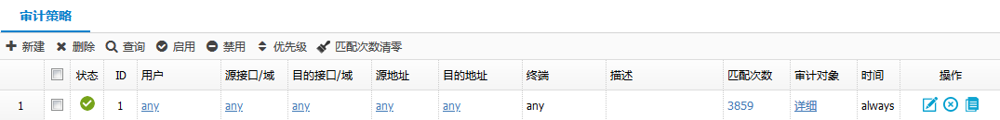 审计策略
新建 删除 查询 启用 禁用 优先级 匹配次数清零
状态 ID 用户 源接口/域 目的接口/域 源地址 目的地址 终端 描述 匹配次数 审计对象 时间 操作
1 1 any any any any any any 3859 详细 always